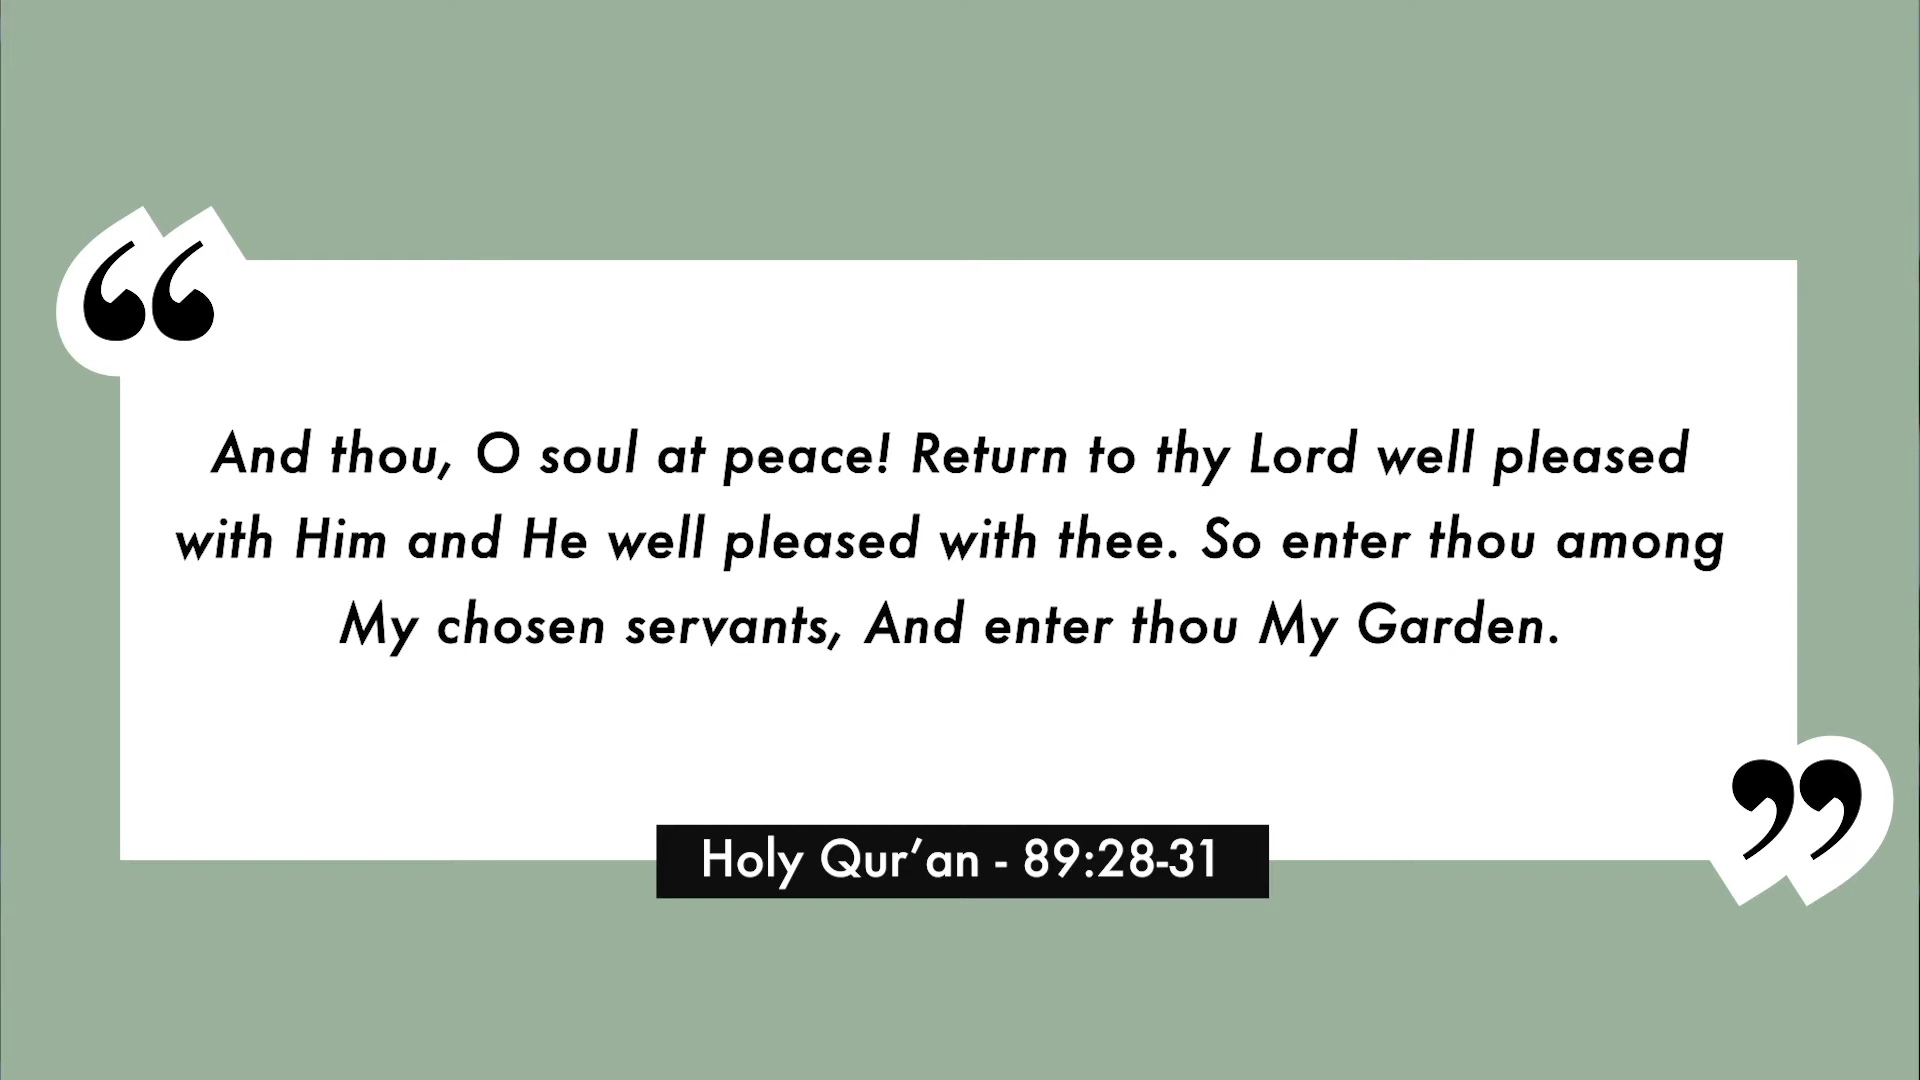 “
And thou, O soul at peace! Return to thy Lord well pleased
with Him and He well pleased with thee. So enter thou among
My chosen servants, And enter thou My Garden.
”
Holy Qur’an - 89:28-31